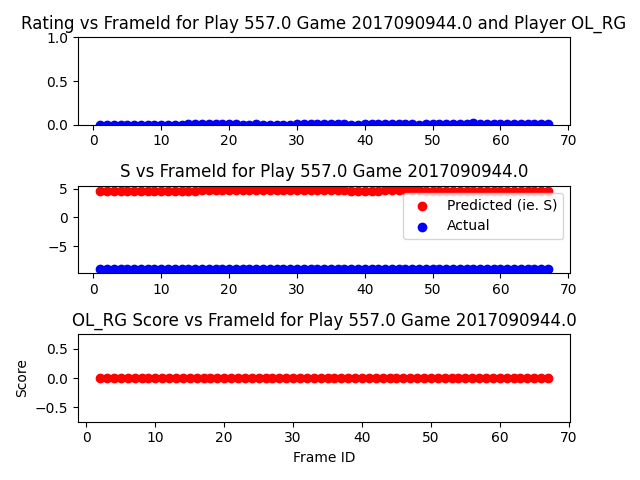 Rating vs FrameId for Play 557.0 Game 2017090944.0 and Player OL_RG
1.0
0.5
0.0
0 10 20 30 40 50 60 70
S vs FrameId for Play 557.0 Game 2017090944.0
5
0
−5
Predicted (ie. S)
Actual
0 10 20 30 40 50 60 70
OL_RG Score vs FrameId for Play 557.0 Game 2017090944.0
Score
0.5
0.0
−0.5
0 10 20 30 40 50 60 70
Frame ID